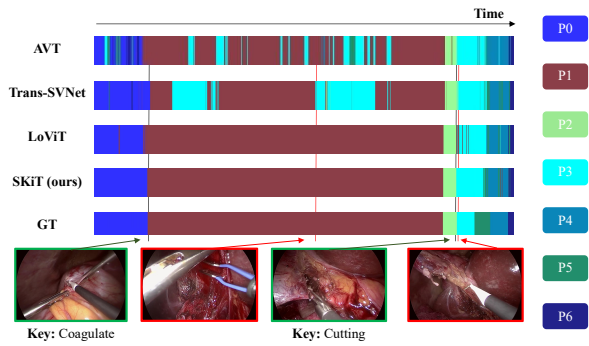 Time
AVT
Trans-SVNet
LoViT
SKiT (ours)
GT
P0
P1
P2
P3
P4
P5
P6
Key: Coagulate
Key: Cutting